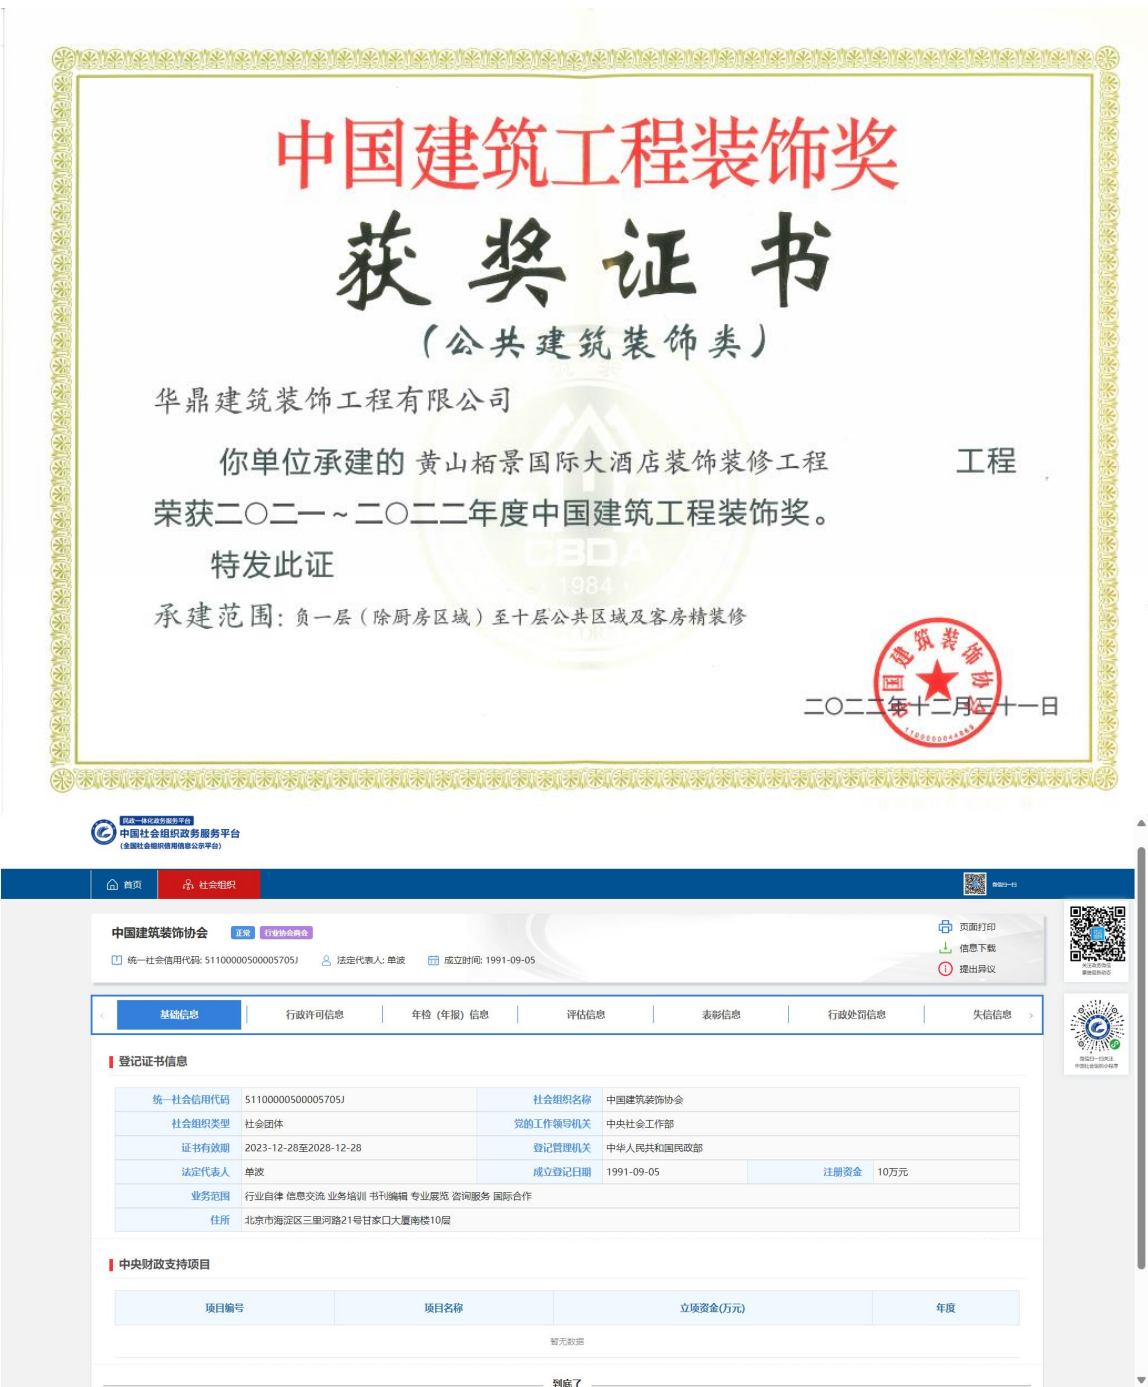 中国建筑工程装饰奖
获奖证书
（公共建筑装饰类）
华鼎建筑装饰工程有限公司
你单位承建的 黄山栢景国际大酒店装饰装修工程 工程
荣获二〇二一~二〇二二年度中国建筑工程装饰奖。
CBDA
特发此证
1984
承建范围：负一层（除厨房区域）至十层公共区域及客房精装修
中国建筑装饰协会
二〇二二年十二月三十一日
民政一体化政务服务平台
中国社会组织政务服务平台
(全国社会组织信用信息公示平台)
首页 社会组织 微信扫一扫
中国建筑装饰协会 正常 行业协会商会
统一社会信用代码: 51100000500005705J 法定代表人: 单波 成立时间: 1991-09-05
页面打印
信息下载
提出异议
基础信息 行政许可信息 年检（年报）信息 评估信息 表彰信息 行政处罚信息 失信信息
登记证书信息
统一社会信用代码 51100000500005705J 社会组织名称 中国建筑装饰协会
社会组织类型 社会团体 党的工作领导机关 中央社会工作部
证书有效期 2023-12-28至2028-12-28 登记管理机关 中华人民共和国民政部
法定代表人 单波 成立登记日期 1991-09-05 注册资金 10万元
业务范围 行业自律 信息交流 业务培训 书刊编辑 专业展览 咨询服务 国际合作
住所 北京市海淀区三里河路21号甘家口大厦南楼10层
中央财政支持项目
项目编号 项目名称 立项资金(万元) 年度
暂无数据
到底了